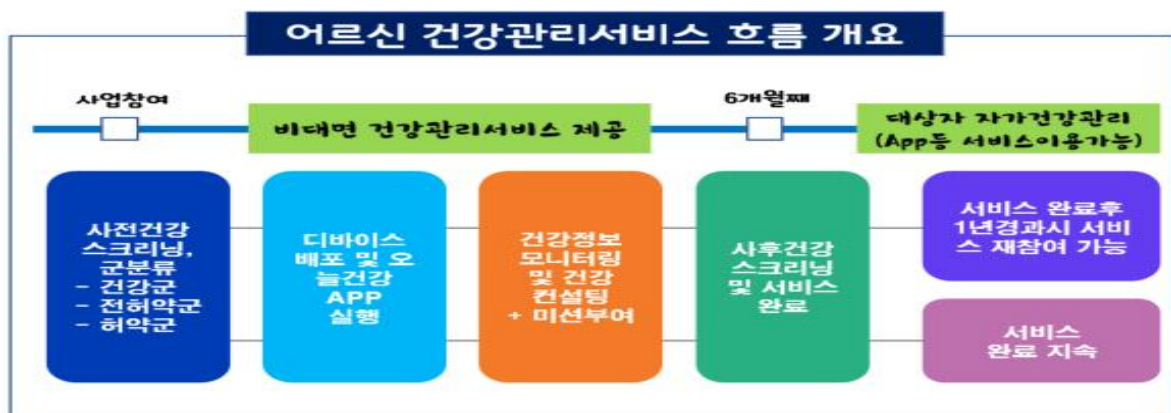 어르신 건강관리서비스 흐름 개요
사업참여
비대면 건강관리서비스 제공
6개월째
대상자 자가건강관리
(App등 서비스이용가능)
사전건강
스크리닝,
군분류
- 건강군
- 전허약군
- 허약군
디바이스
배포 및 오
늘건강
APP
실행
건강정보
모니터링
및 건강
컨설팅
+ 미션부여
사후건강
스크리닝
및 서비스
완료
서비스 완료후
1년경과시 서비
스 재참여 가능
서비스
완료 지속